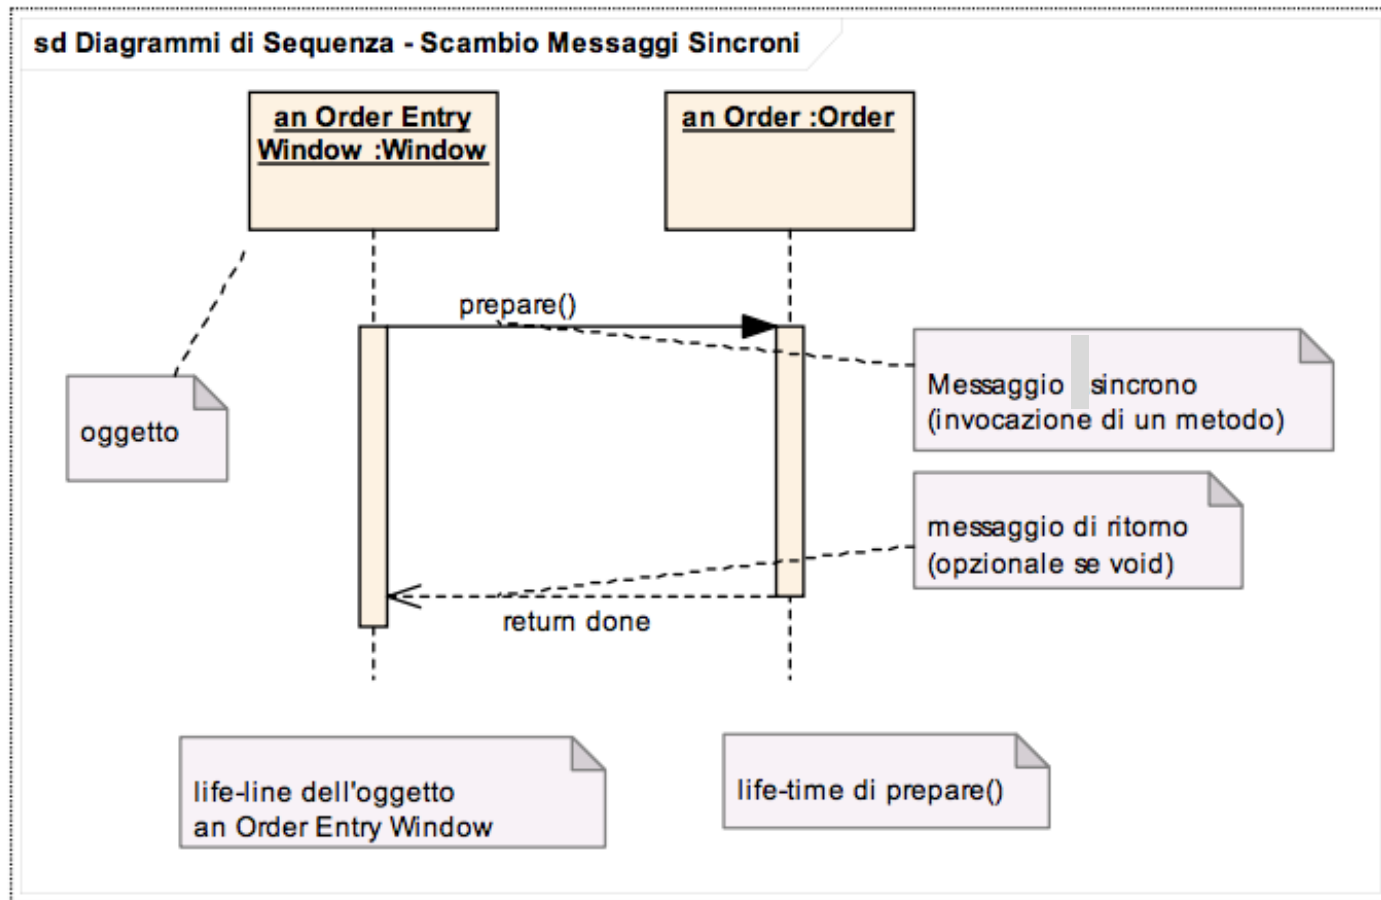 sd Diagrammi di Sequenza - Scambio Messaggi Sincroni
an Order Entry
Window :Window
an Order :Order
prepare()
Messaggio sincrono
(invocazione di un metodo)
oggetto
messaggio di ritorno
(opzionale se void)
return done
life-line dell'oggetto
an Order Entry Window
life-time di prepare()